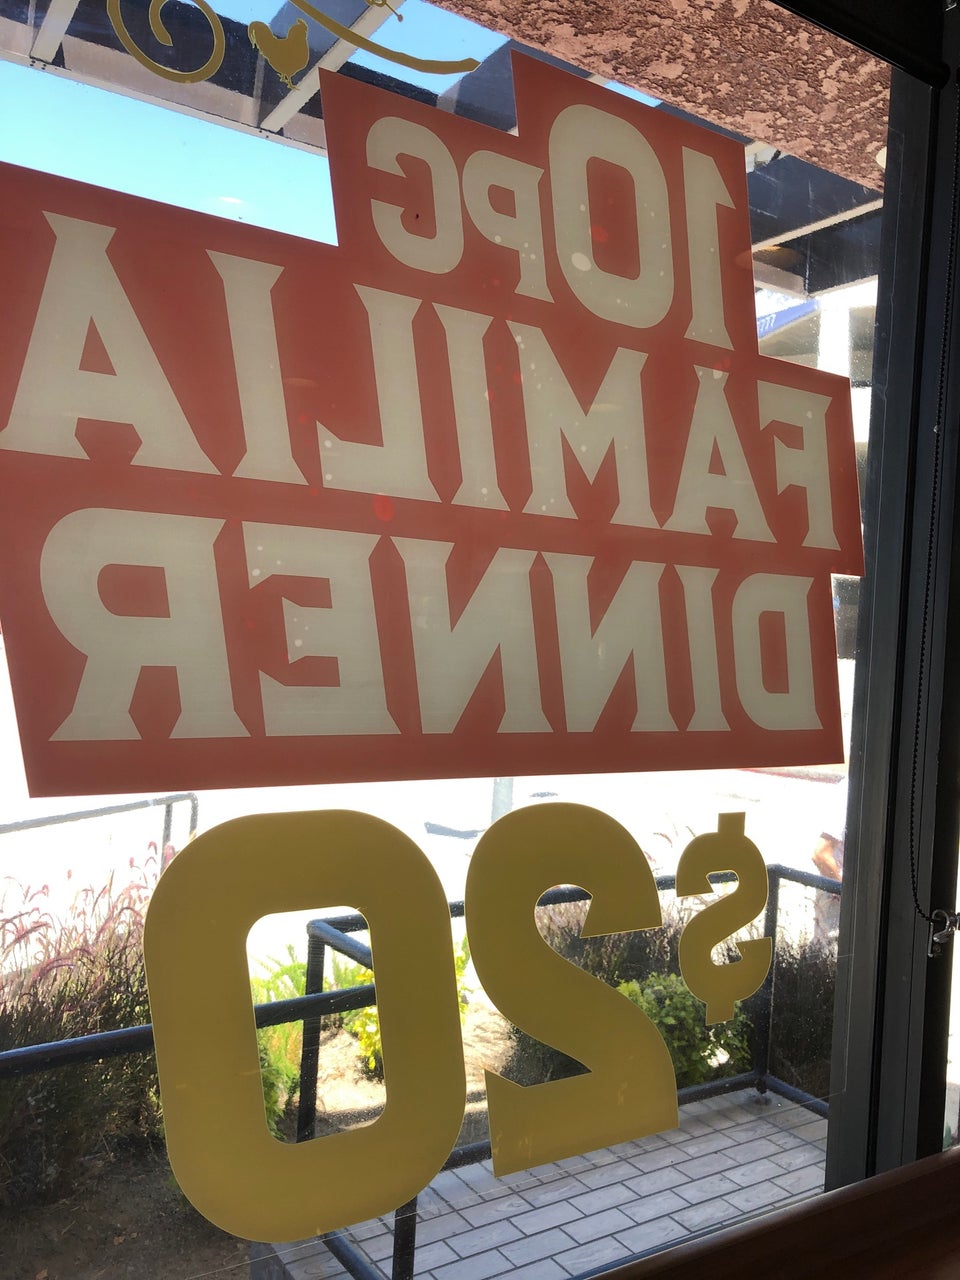 10PC
FAMILIA
DINNER
$20